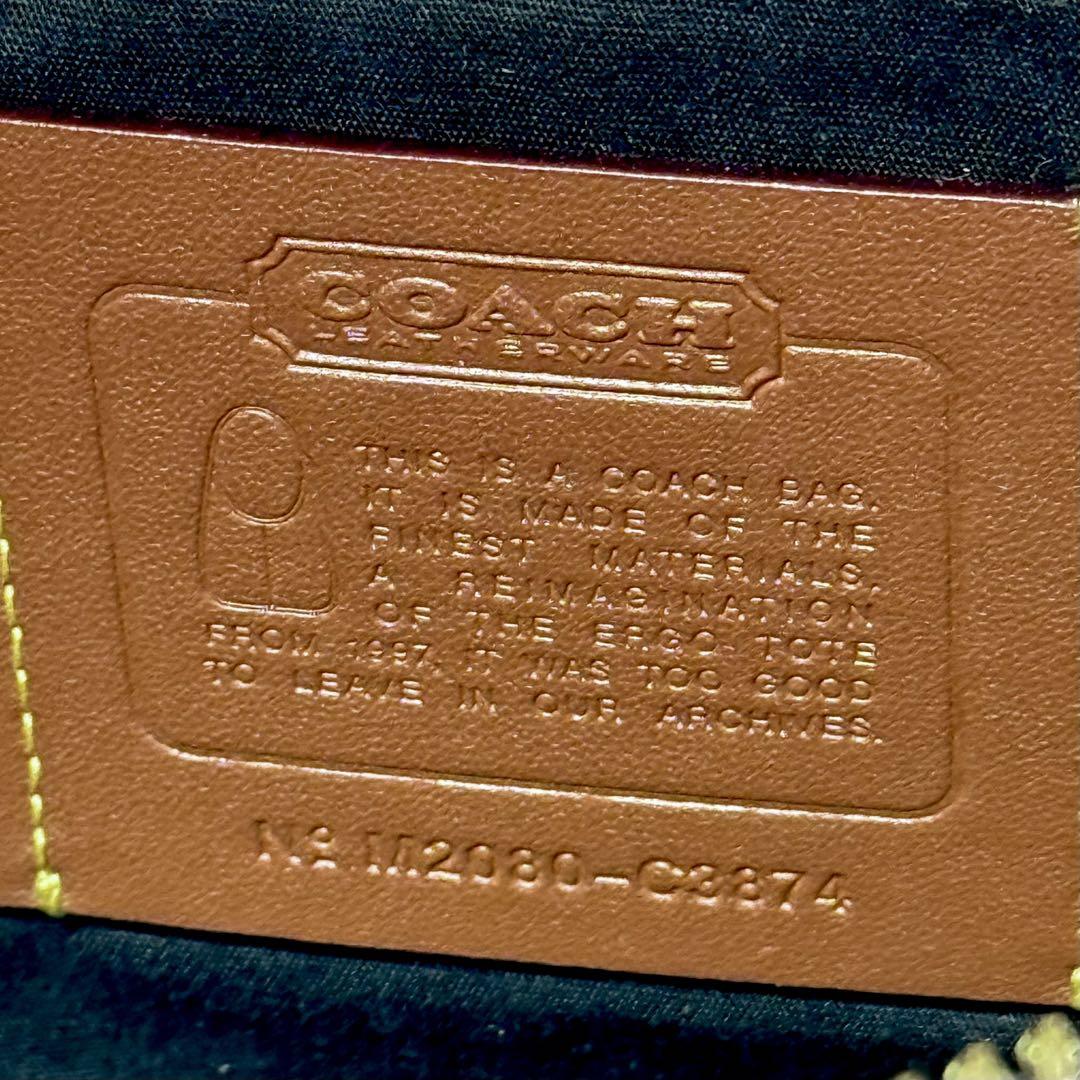 COACH
LEATHERWARE
THIS IS A COACH BAG.
IT IS MADE OF THE
FINEST MATERIALS.
A REIMAGINATION
OF THE ERGO TOTE
FROM 1997, IT WAS TOO GOOD
TO LEAVE IN OUR ARCHIVES.
Nº M2080-C3874